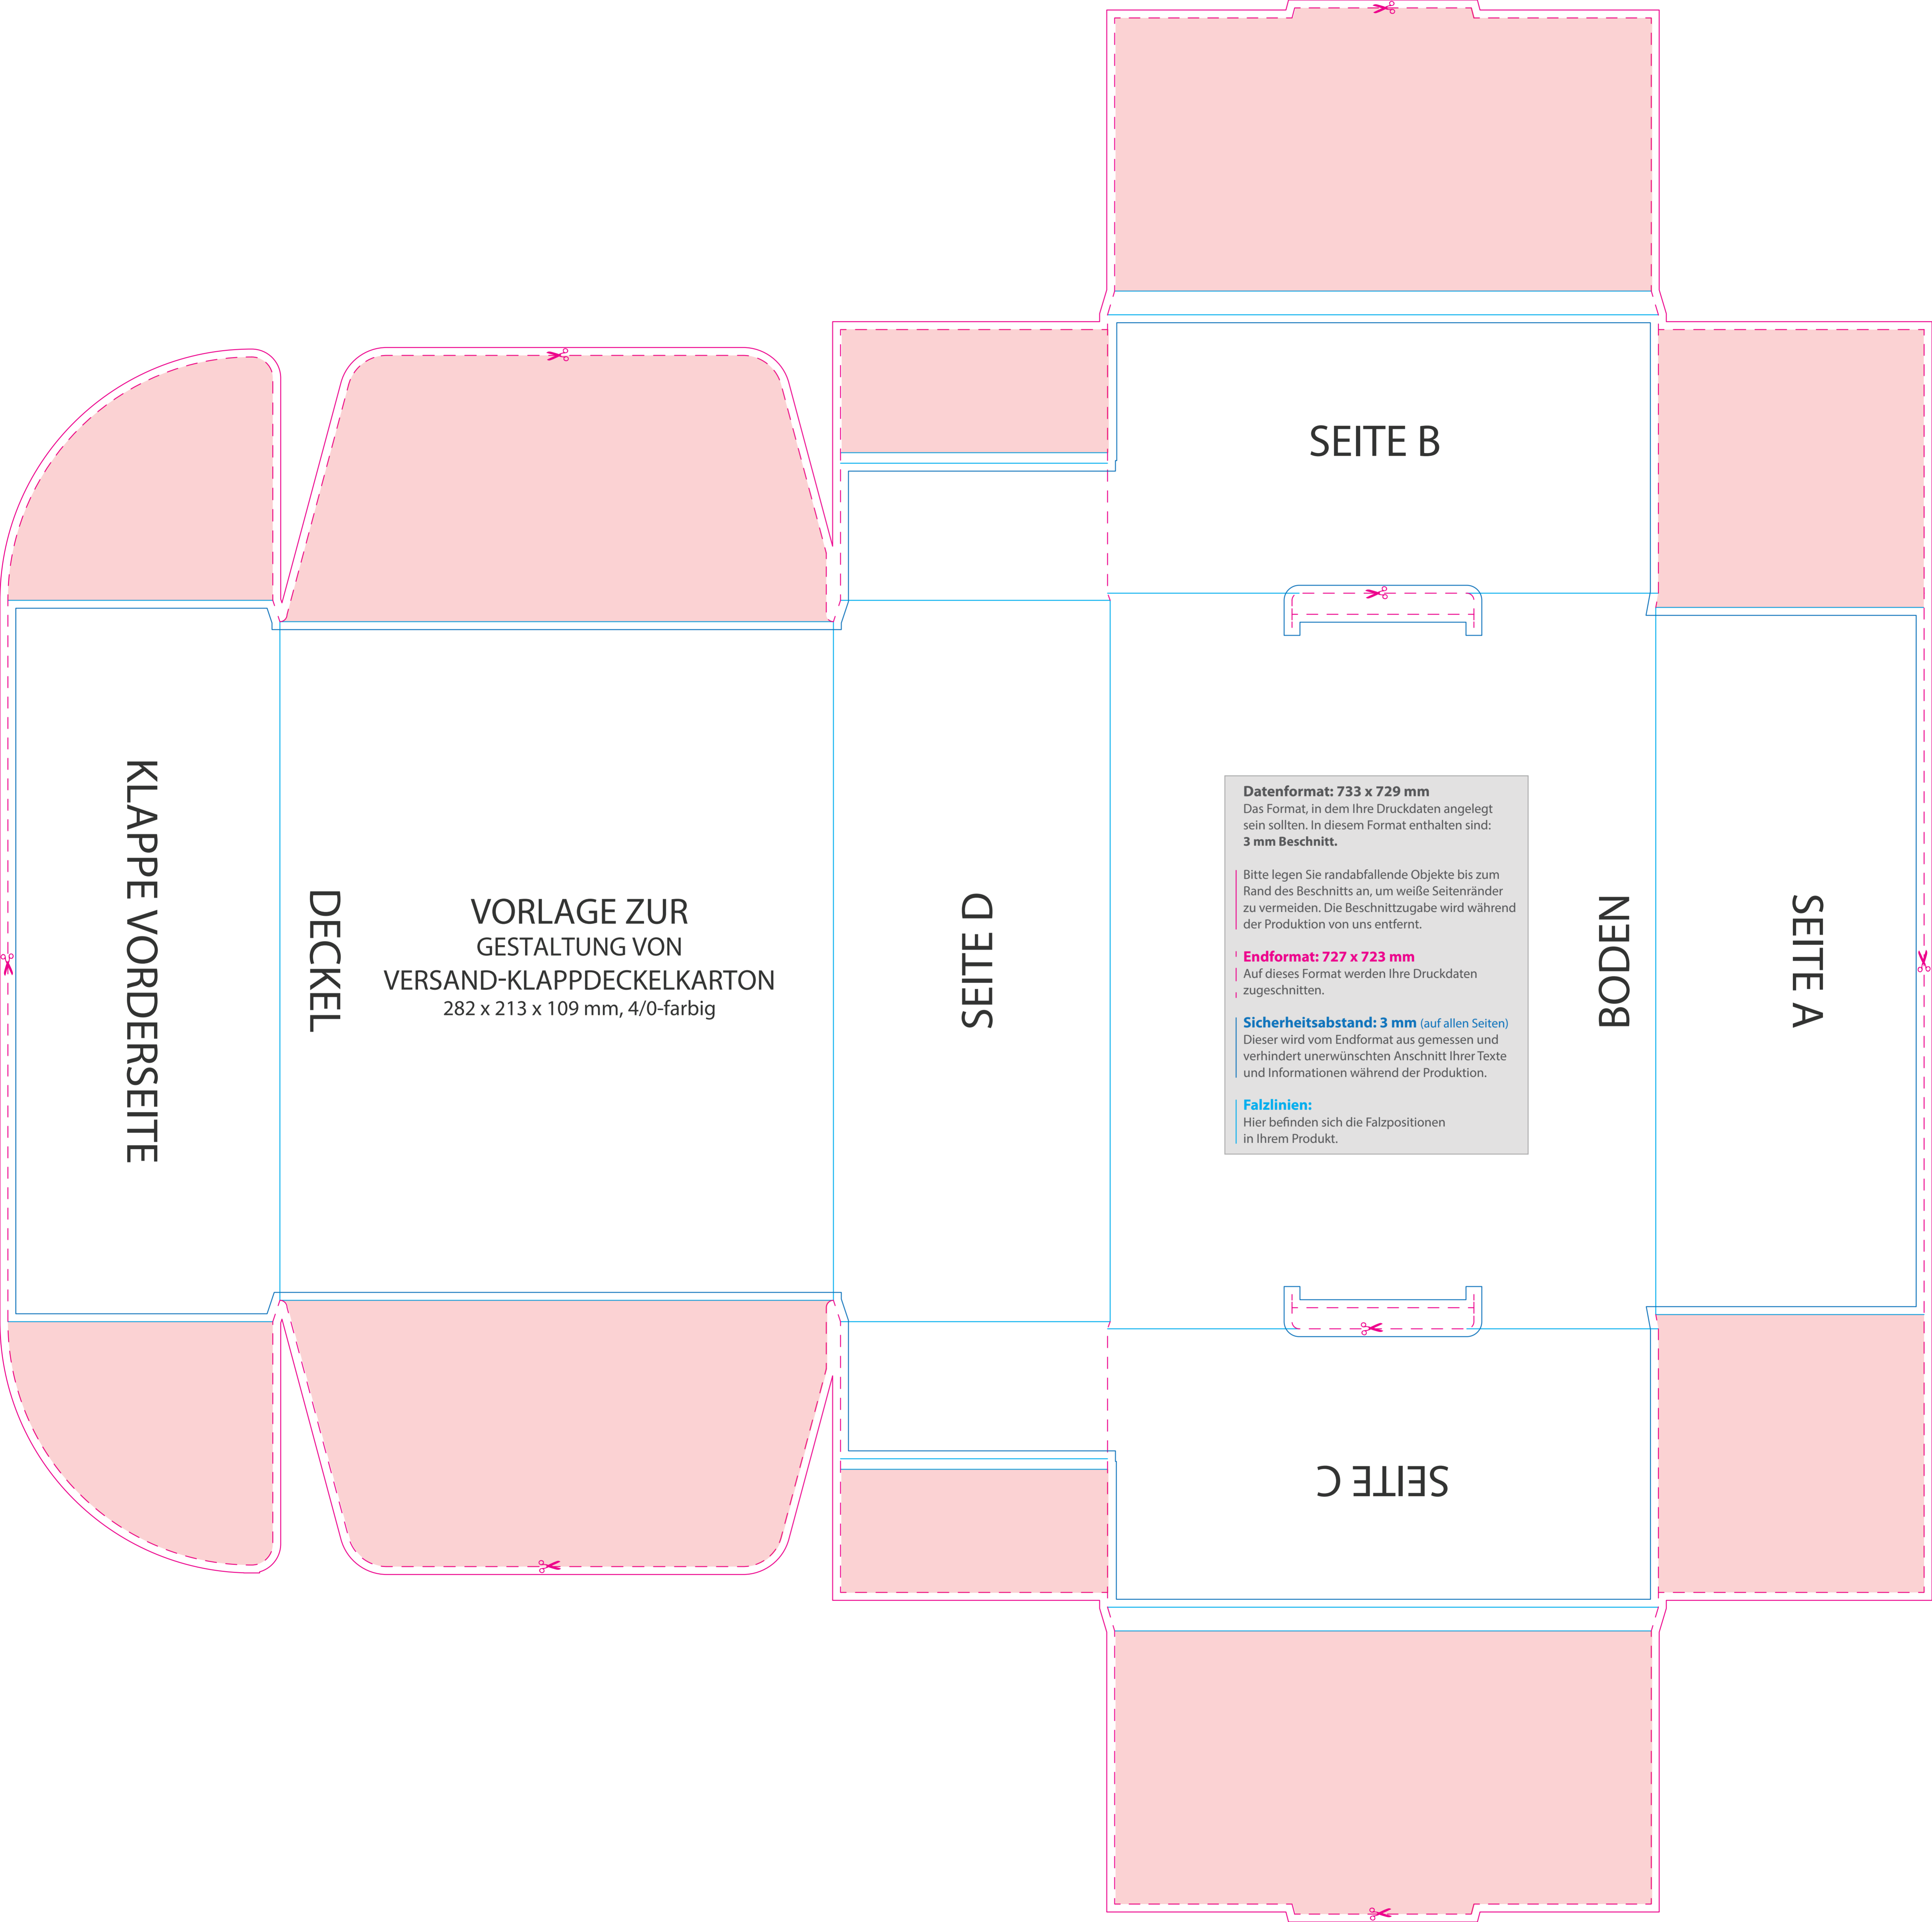 SEITE B
KLAPPE VORDERSEITE
DECKEL
VORLAGE ZUR
GESTALTUNG VON
VERSAND-KLAPPDECKELKARTON
282 x 213 x 109 mm, 4/0-farbig
SEITE D
Datenformat: 733 x 729 mm
Das Format, in dem Ihre Druckdaten angelegt
sein sollten. In diesem Format enthalten sind:
3 mm Beschnitt.
Bitte legen Sie randabfallende Objekte bis zum
Rand des Beschnitts an, um weiße Seitenränder
zu vermeiden. Die Beschnittzugabe wird während
der Produktion von uns entfernt.
Endformat: 727 x 723 mm
Auf dieses Format werden Ihre Druckdaten
zugeschnitten.
Sicherheitsabstand: 3 mm (auf allen Seiten)
Dieser wird vom Endformat aus gemessen und
verhindert unerwünschten Anschnitt Ihrer Texte
und Informationen während der Produktion.
Falzlinien:
Hier befinden sich die Falzpositionen
in Ihrem Produkt.
BODEN
SEITE A
SEITE C